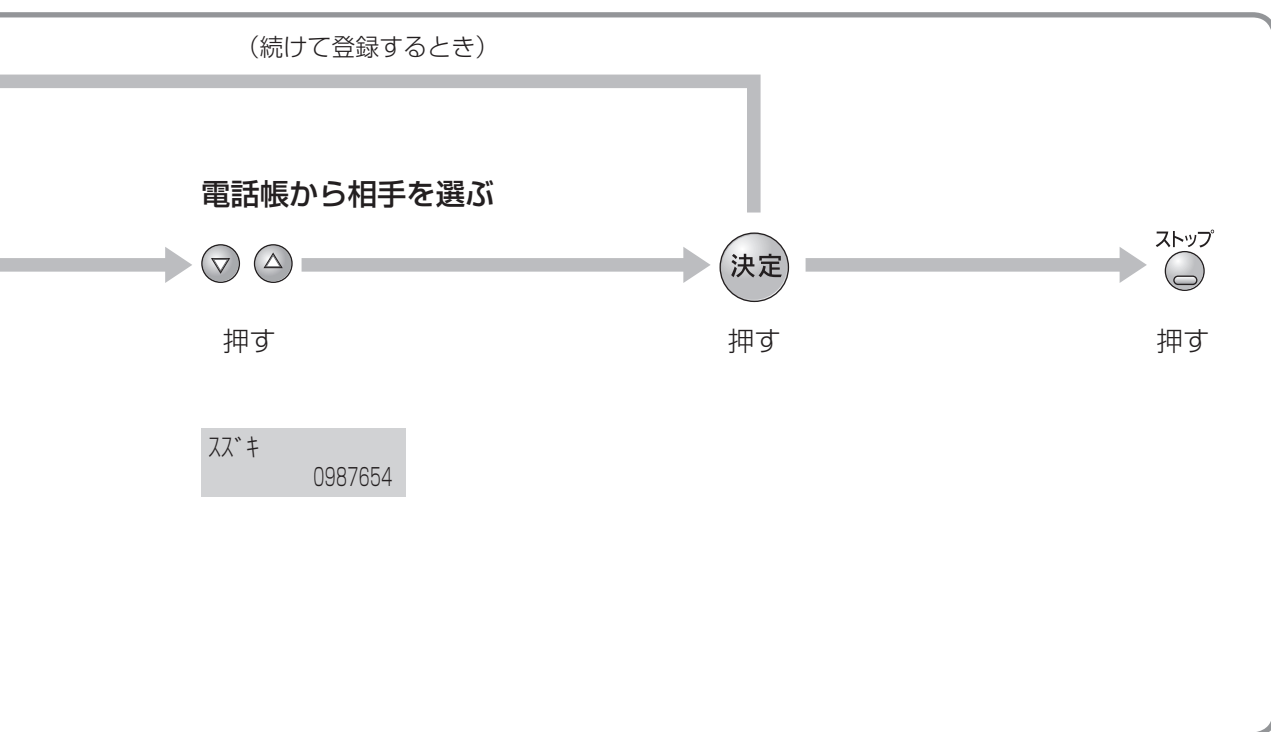 （続けて登録するとき）
電話帳から相手を選ぶ
決定
ストップ
押す
押す
押す
ｽｽﾞｷ
0987654